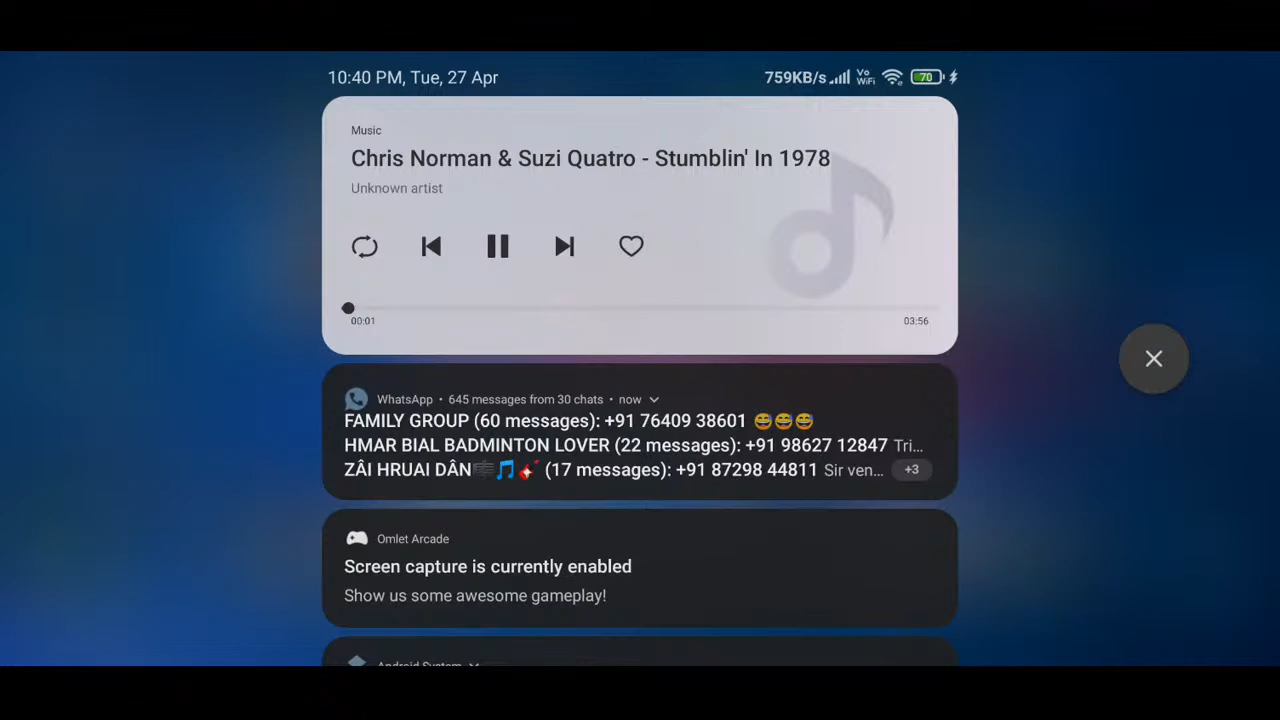 10:40 PM, Tue, 27 Apr
759KB/s Vo WiFi 70
Music
Chris Norman & Suzi Quatro - Stumblin' In 1978
Unknown artist
00:01 03:56
WhatsApp • 645 messages from 30 chats • now
FAMILY GROUP (60 messages): +91 76409 38601 😅😅😅
HMAR BIAL BADMINTON LOVER (22 messages): +91 98627 12847 Tri...
ZÂI HRUAI DÂN🎼🎵🎸 (17 messages): +91 87298 44811 Sir ven... +3
Omlet Arcade
Screen capture is currently enabled
Show us some awesome gameplay!
Android System